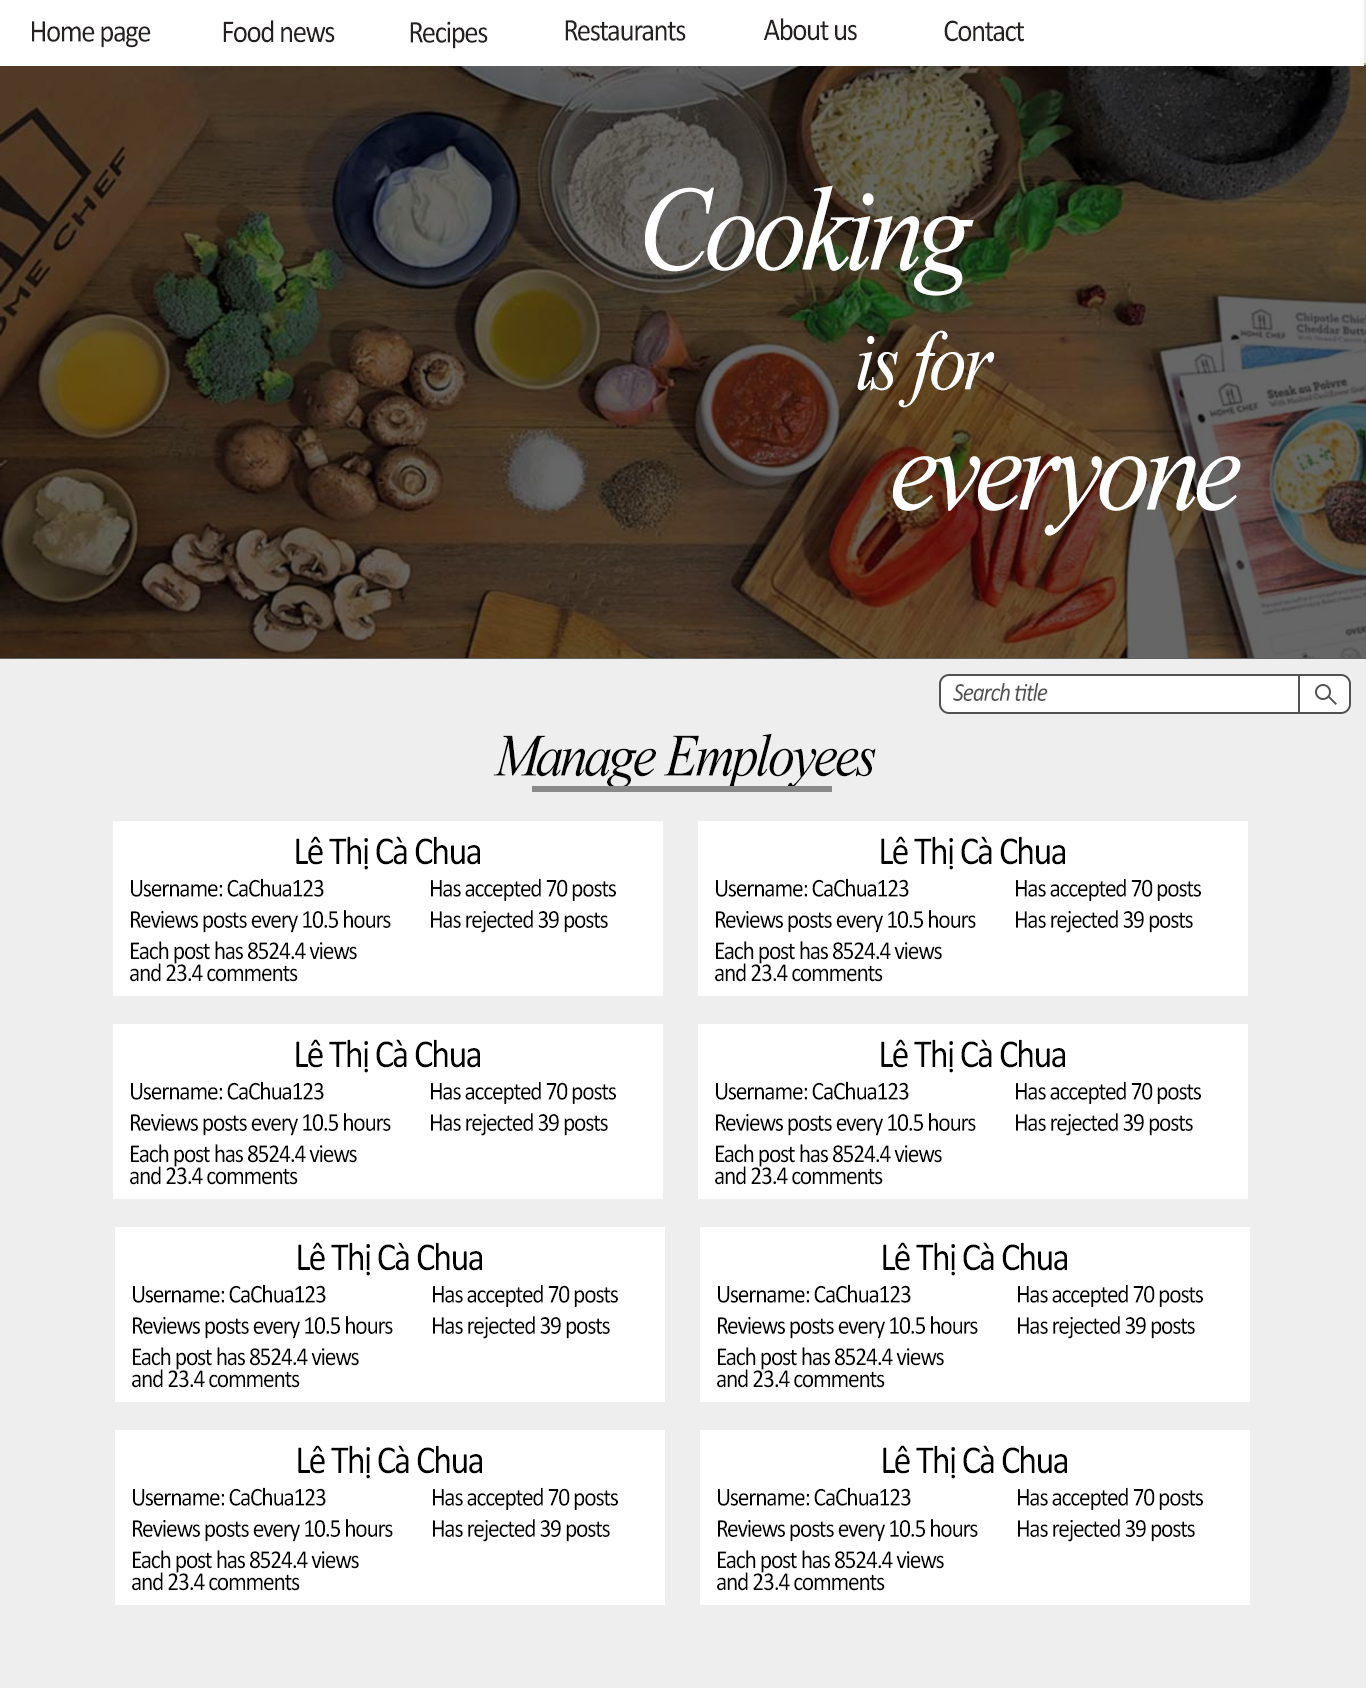 Home page Food news Recipes Restaurants About us Contact
HOME CHEF
Cooking
is for
everyone
HOME CHEF
Chipotle
Cheddar
HOME CHEF
Steak au Poivre
Search title
Manage Employees
Lê Thị Cà Chua
Username: CaChua123 Has accepted 70 posts
Reviews posts every 10.5 hours Has rejected 39 posts
Each post has 8524.4 views
and 23.4 comments
Lê Thị Cà Chua
Username: CaChua123 Has accepted 70 posts
Reviews posts every 10.5 hours Has rejected 39 posts
Each post has 8524.4 views
and 23.4 comments
Lê Thị Cà Chua
Username: CaChua123 Has accepted 70 posts
Reviews posts every 10.5 hours Has rejected 39 posts
Each post has 8524.4 views
and 23.4 comments
Lê Thị Cà Chua
Username: CaChua123 Has accepted 70 posts
Reviews posts every 10.5 hours Has rejected 39 posts
Each post has 8524.4 views
and 23.4 comments
Lê Thị Cà Chua
Username: CaChua123 Has accepted 70 posts
Reviews posts every 10.5 hours Has rejected 39 posts
Each post has 8524.4 views
and 23.4 comments
Lê Thị Cà Chua
Username: CaChua123 Has accepted 70 posts
Reviews posts every 10.5 hours Has rejected 39 posts
Each post has 8524.4 views
and 23.4 comments
Lê Thị Cà Chua
Username: CaChua123 Has accepted 70 posts
Reviews posts every 10.5 hours Has rejected 39 posts
Each post has 8524.4 views
and 23.4 comments
Lê Thị Cà Chua
Username: CaChua123 Has accepted 70 posts
Reviews posts every 10.5 hours Has rejected 39 posts
Each post has 8524.4 views
and 23.4 comments